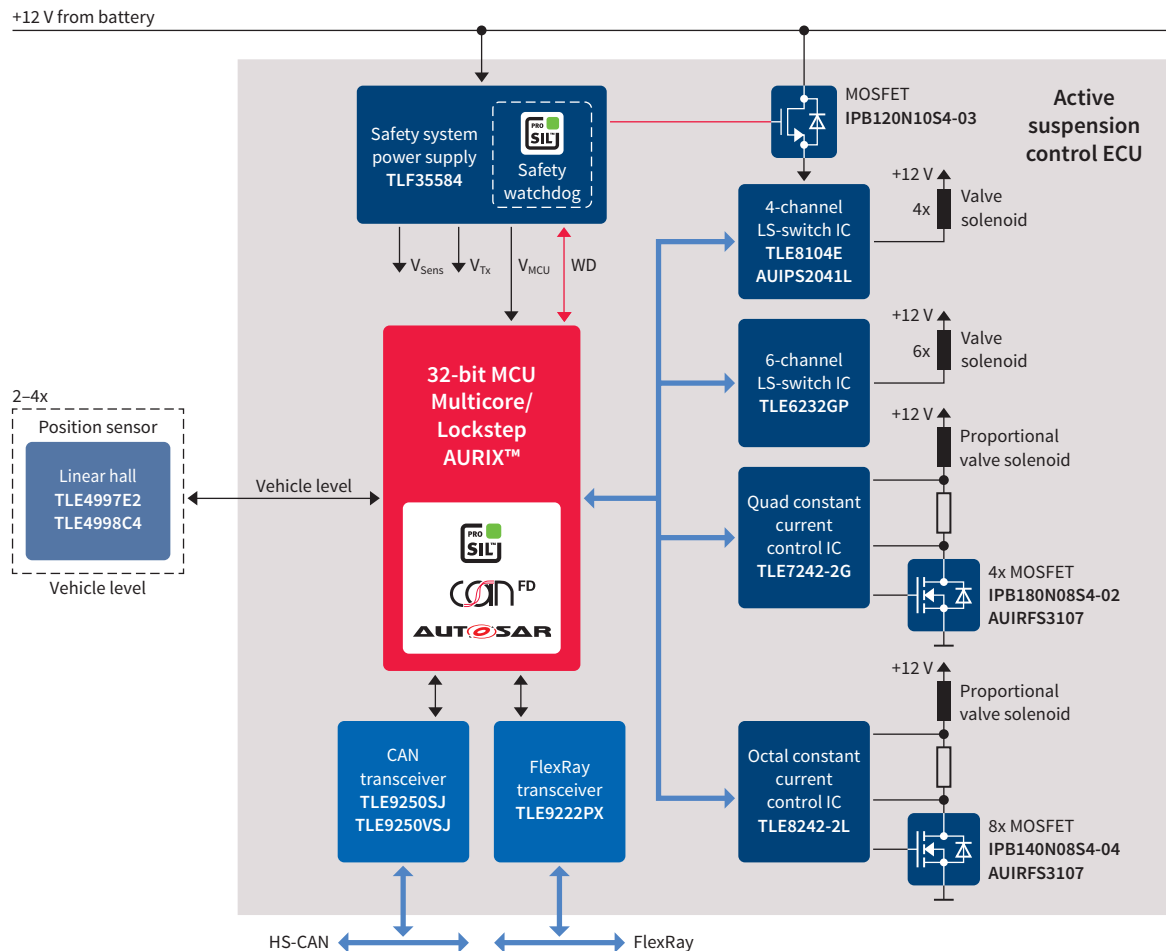 +12 V from battery
Active
suspension
control ECU
Safety system
power supply
TLF35584
PRO
SIL™
Safety
watchdog
MOSFET
IPB120N10S4-03
VSens
VTx
VMCU
WD
4-channel
LS-switch IC
TLE8104E
AUIPS2041L
+12 V
4x
Valve
solenoid
6-channel
LS-switch IC
TLE6232GP
+12 V
6x
Valve
solenoid
32-bit MCU
Multicore/
Lockstep
AURIX™
PRO
SIL™
CAN FD
AUTOSAR
2–4x
Position sensor
Linear hall
TLE4997E2
TLE4998C4
Vehicle level
Vehicle level
Quad constant
current
control IC
TLE7242-2G
+12 V
Proportional
valve solenoid
4x MOSFET
IPB180N08S4-02
AUIRFS3107
Octal constant
current
control IC
TLE8242-2L
+12 V
Proportional
valve solenoid
8x MOSFET
IPB140N08S4-04
AUIRFS3107
CAN
transceiver
TLE9250SJ
TLE9250VSJ
FlexRay
transceiver
TLE9222PX
HS-CAN
FlexRay